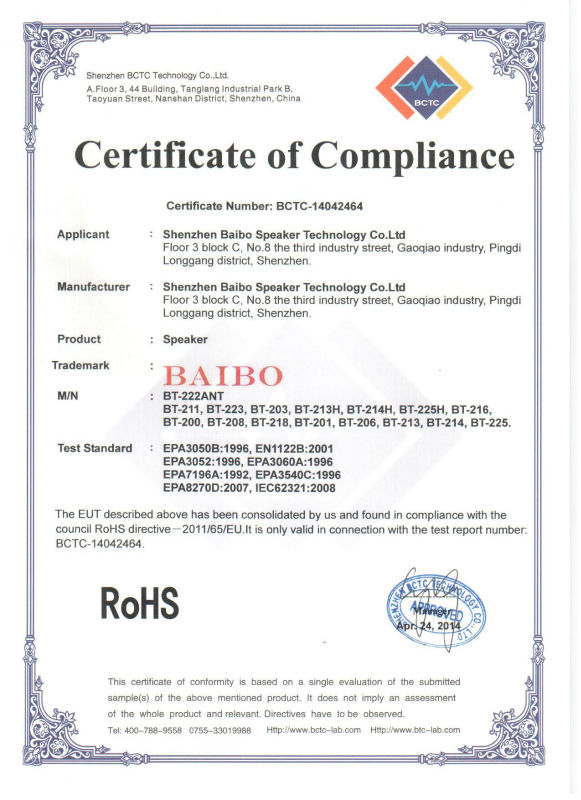 Shenzhen BCTC Technology Co.,Ltd.
A.Floor 3, 44 Building, Tanglang Industrial Park B,
Taoyuan Street, Nanshan District, Shenzhen, China
BCTC
Certificate of Compliance
Certificate Number: BCTC-14042464
Applicant : Shenzhen Baibo Speaker Technology Co.Ltd
Floor 3 block C, No.8 the third industry street, Gaoqiao industry, Pingdi
Longgang district, Shenzhen.
Manufacturer : Shenzhen Baibo Speaker Technology Co.Ltd
Floor 3 block C, No.8 the third industry street, Gaoqiao industry, Pingdi
Longgang district, Shenzhen.
Product : Speaker
Trademark : BAIBO
M/N : BT-222ANT
BT-211, BT-223, BT-203, BT-213H, BT-214H, BT-225H, BT-216,
BT-200, BT-208, BT-218, BT-201, BT-206, BT-213, BT-214, BT-225.
Test Standard : EPA3050B:1996, EN1122B:2001
EPA3052:1996, EPA3060A:1996
EPA7196A:1992, EPA3540C:1996
EPA8270D:2007, IEC62321:2008
The EUT described above has been consolidated by us and found in compliance with the
council RoHS directive－2011/65/EU.It is only valid in connection with the test report number:
BCTC-14042464.
RoHS
SHENZHEN BCTC TECHNOLOGY CO.,LTD
APPROVED
Manager
Apr. 24, 2014
This certificate of conformity is based on a single evaluation of the submitted
sample(s) of the above mentioned product. It does not imply an assessment
of the whole product and relevant. Directives have to be observed.
Tel: 400-788-9558 0755-33019988 Http://www.bctc-lab.com Http://www.btc-lab.com